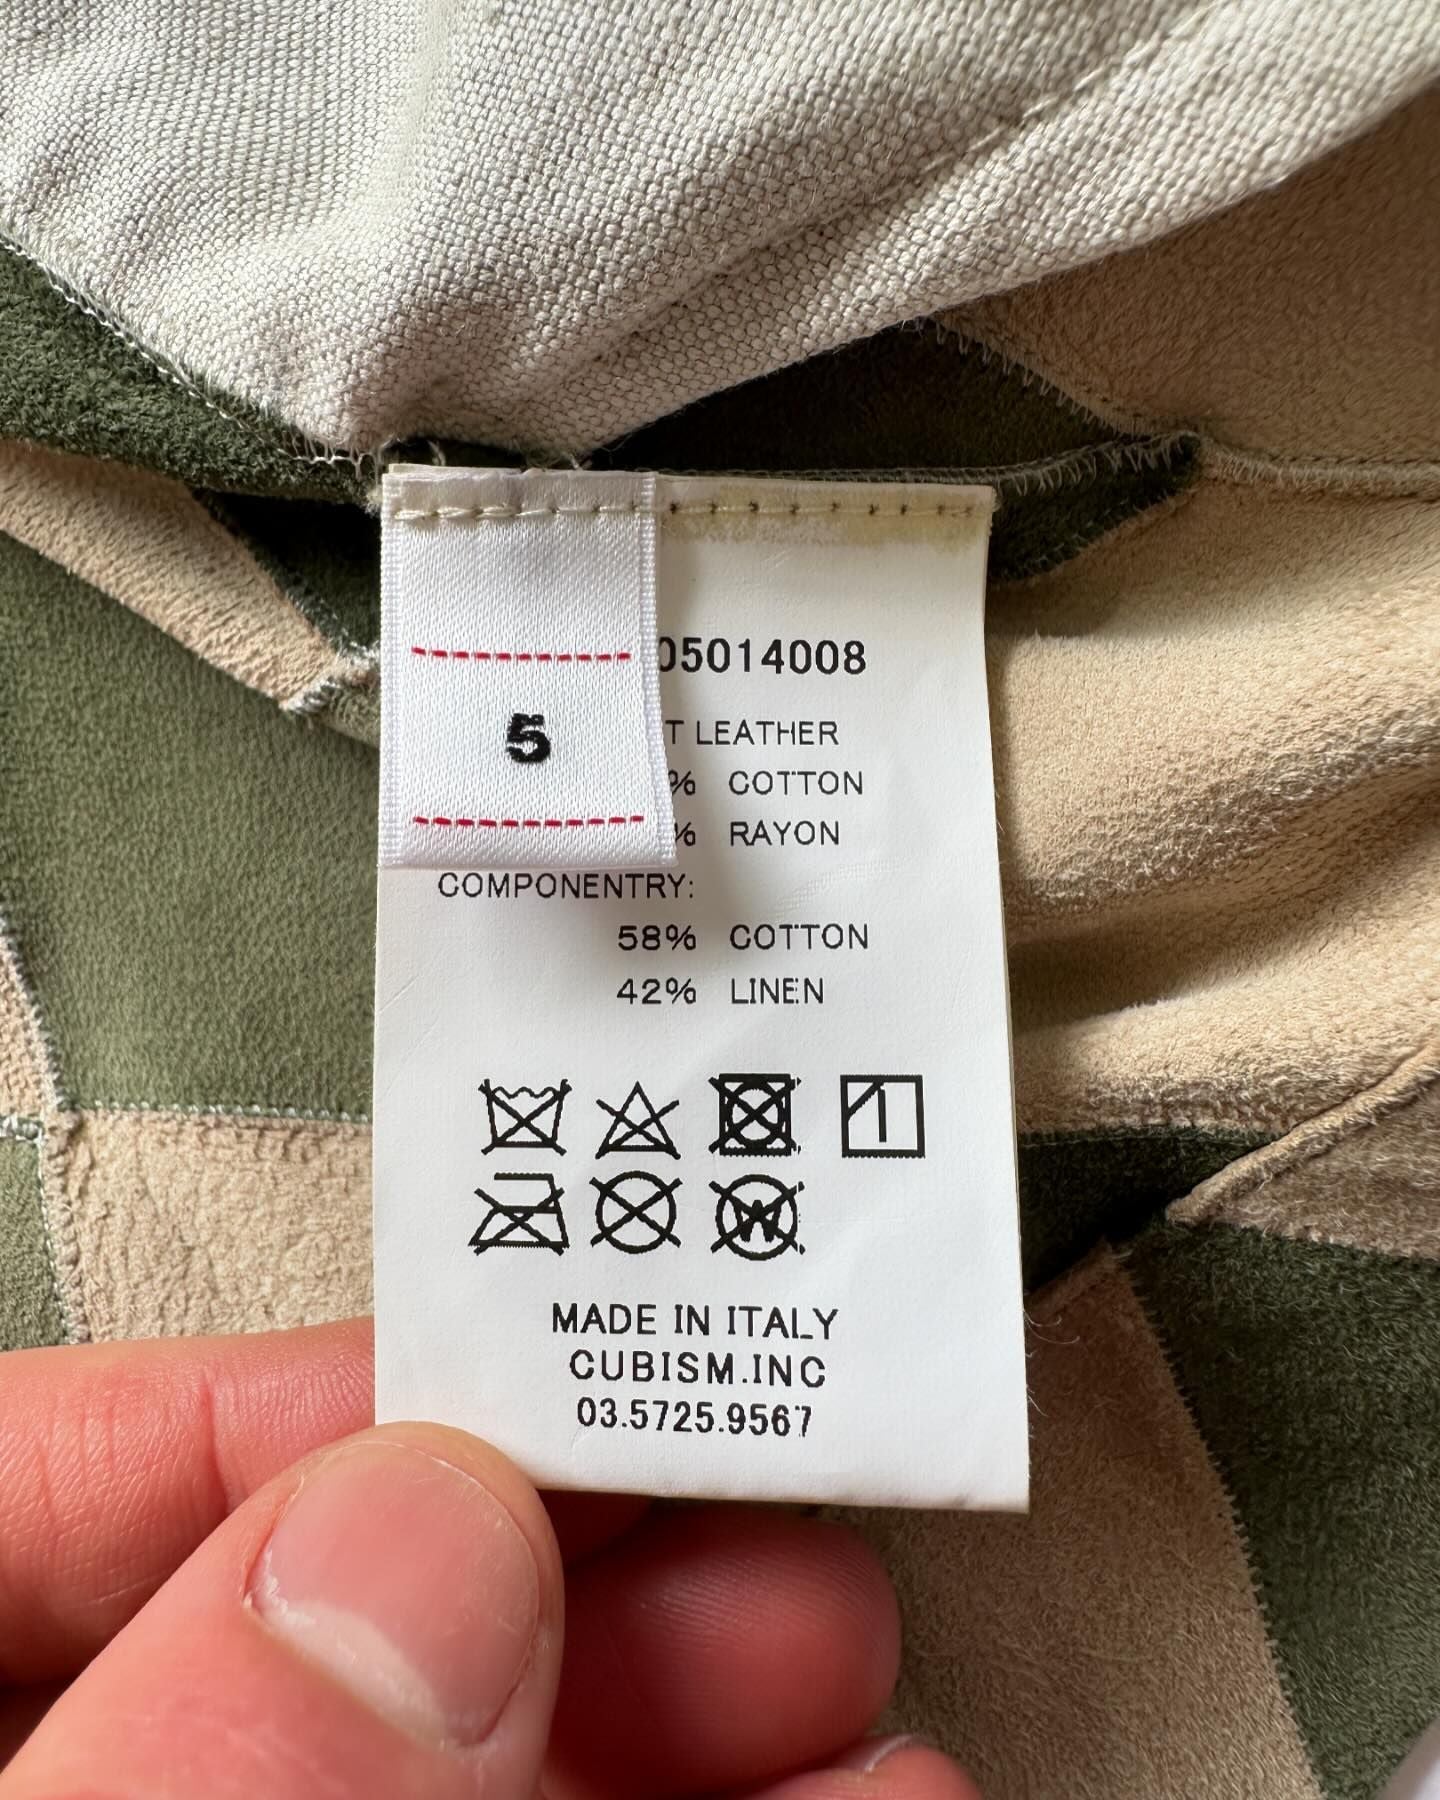 05014008
5
T LEATHER
% COTTON
% RAYON
COMPONENTRY:
58% COTTON
42% LINEN
W
MADE IN ITALY
CUBISM.INC
03.5725.9567